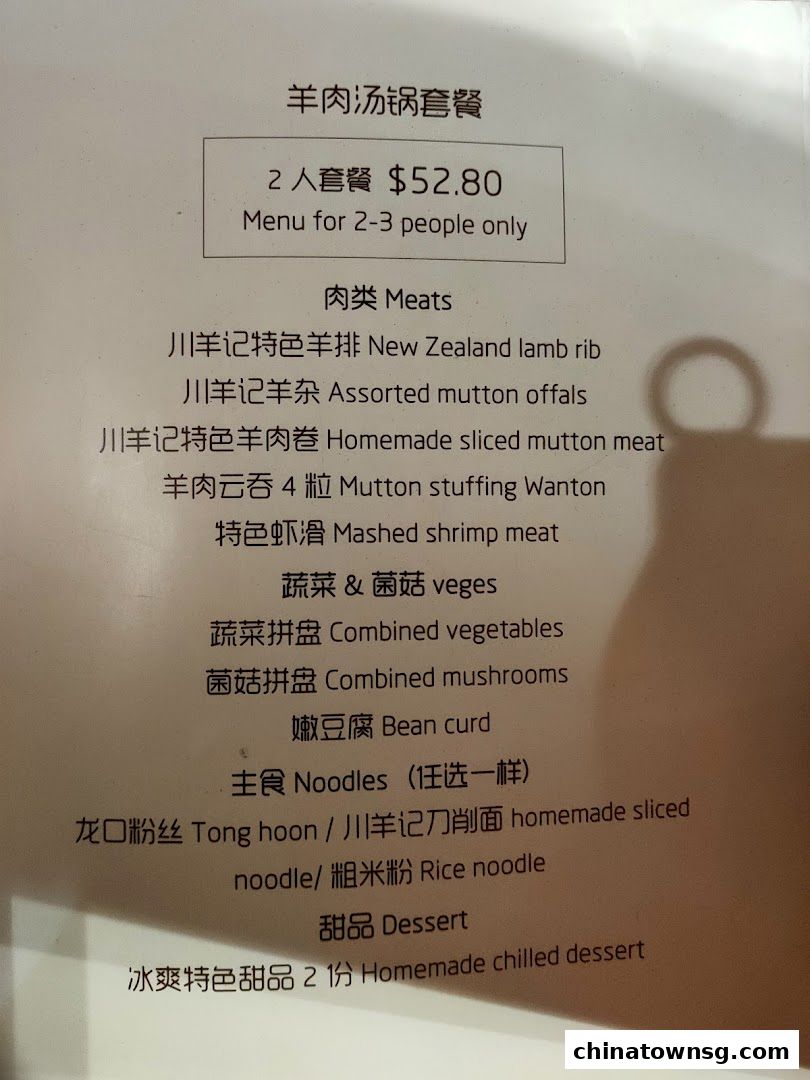 羊肉汤锅套餐
2 人套餐 $52.80
Menu for 2-3 people only
肉类 Meats
川羊记特色羊排 New Zealand lamb rib
川羊记羊杂 Assorted mutton offals
川羊记特色羊肉卷 Homemade sliced mutton meat
羊肉云吞 4 粒 Mutton stuffing Wanton
特色虾滑 Mashed shrimp meat
蔬菜 & 菌菇 veges
蔬菜拼盘 Combined vegetables
菌菇拼盘 Combined mushrooms
嫩豆腐 Bean curd
主食 Noodles (任选一样)
龙口粉丝 Tong hoon / 川羊记刀削面 homemade sliced
noodle/ 粗米粉 Rice noodle
甜品 Dessert
冰爽特色甜品 2 份 Homemade chilled dessert
chinatownsg.com